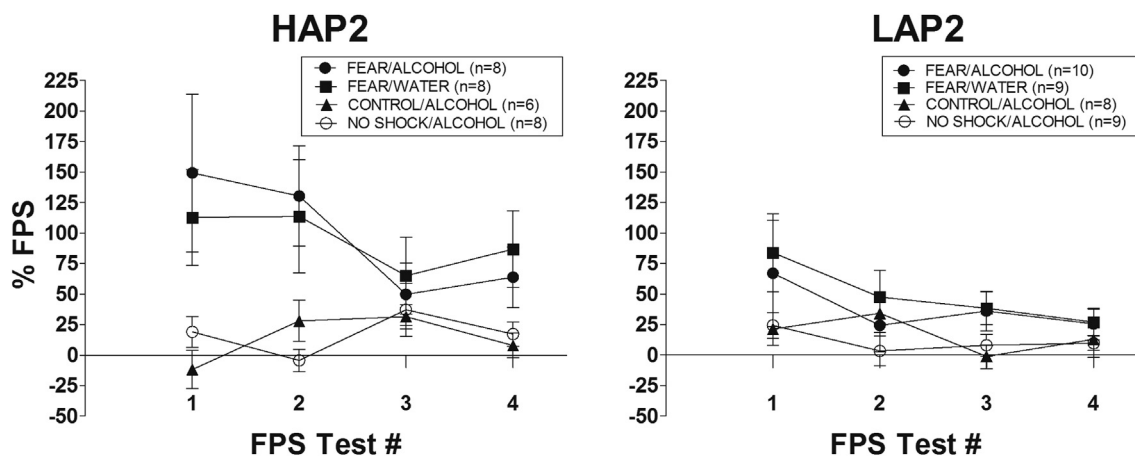 HAP2
FEAR/ALCOHOL (n=8)
FEAR/WATER (n=8)
CONTROL/ALCOHOL (n=6)
NO SHOCK/ALCOHOL (n=8)
% FPS
225
200
175
150
125
100
75
50
25
0
-25
-50
1 2 3 4
FPS Test #
LAP2
FEAR/ALCOHOL (n=10)
FEAR/WATER (n=9)
CONTROL/ALCOHOL (n=8)
NO SHOCK/ALCOHOL (n=9)
225
200
175
150
125
100
75
50
25
0
-25
-50
1 2 3 4
FPS Test #